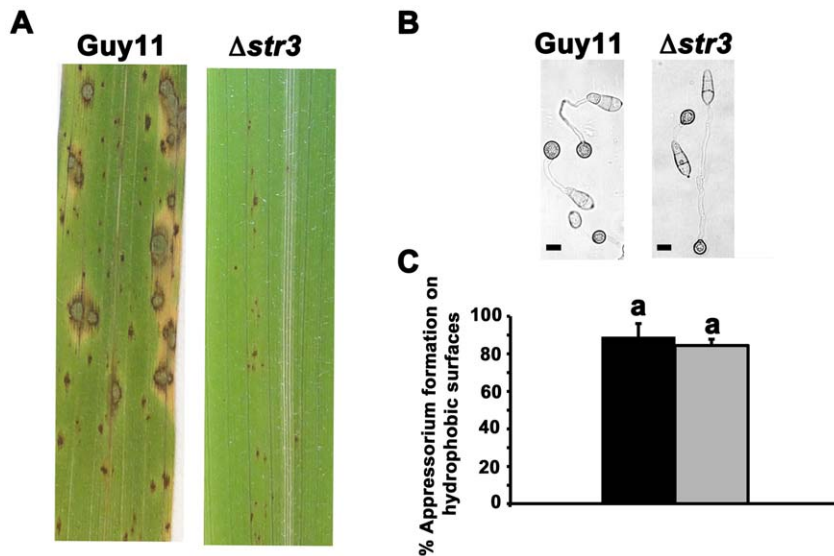 A
Guy11
Δstr3
B
Guy11
Δstr3
C
% Appressorium formation on
hydrophobic surfaces
100
80
60
40
20
0
a
a